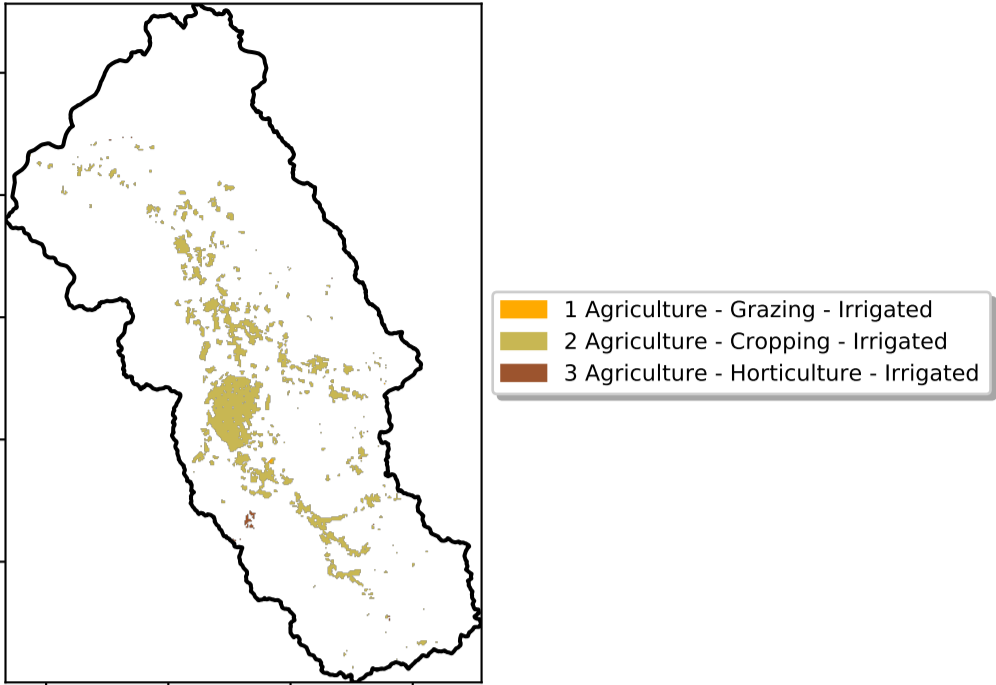 1 Agriculture - Grazing - Irrigated
2 Agriculture - Cropping - Irrigated
3 Agriculture - Horticulture - Irrigated